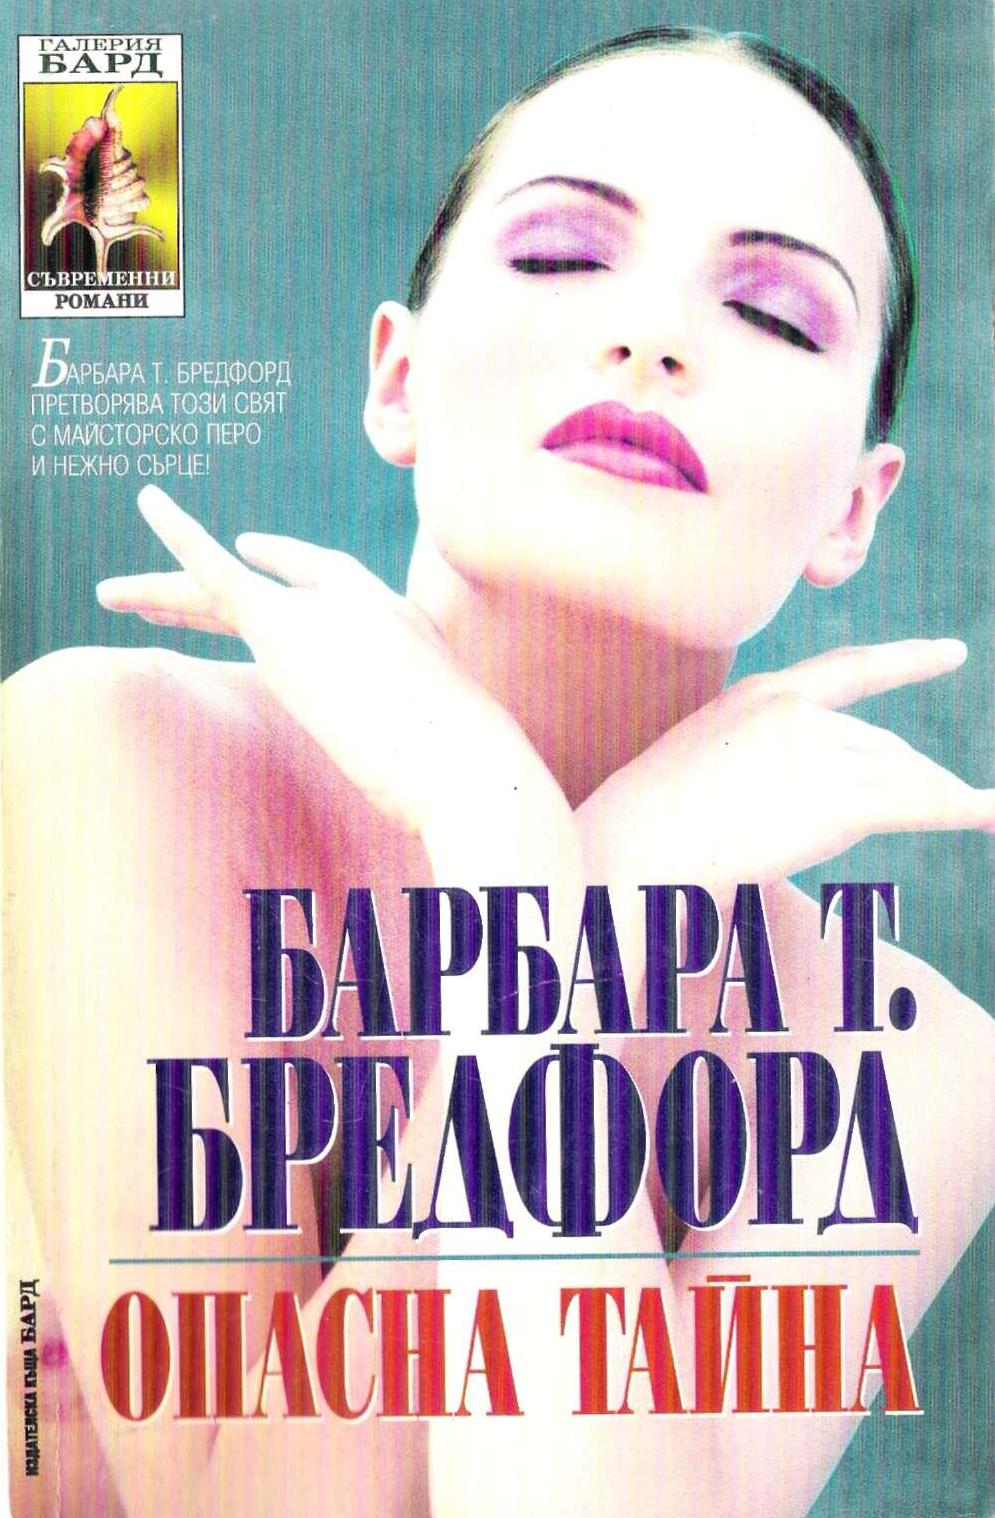 ГАЛЕРИЯ
БАРД
СЪВРЕМЕННИ
РОМАНИ
БАРБАРА Т. БРЕДФОРД
ПРЕТВОРЯВА ТОЗИ СВЯТ
С МАЙСТОРСКО ПЕРО
И НЕЖНО СЪРЦЕ!
БАРБАРА Т.
БРЕДФОРД
ОПАСНА ТАЙНА
ИЗДАТЕЛСКА КЪЩА БАРД